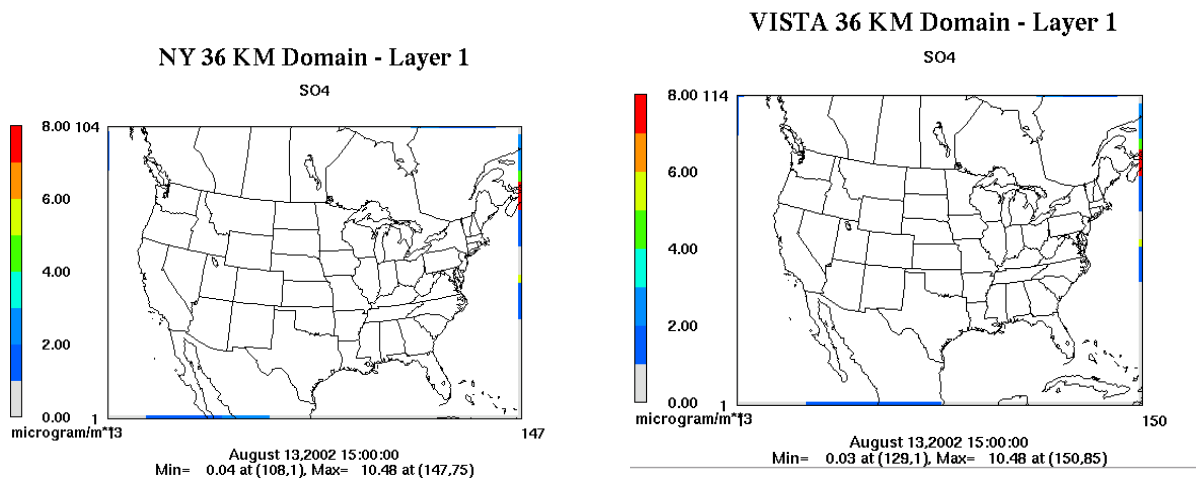 NY 36 KM Domain - Layer 1
SO4
8.00
6.00
4.00
2.00
0.00
microgram/m**3
104
1
147
August 13,2002 15:00:00
Min= 0.04 at (108,1), Max= 10.48 at (147,75)
VISTA 36 KM Domain - Layer 1
SO4
8.00
6.00
4.00
2.00
0.00
microgram/m**3
114
1
150
August 13,2002 15:00:00
Min= 0.03 at (129,1), Max= 10.48 at (150,85)